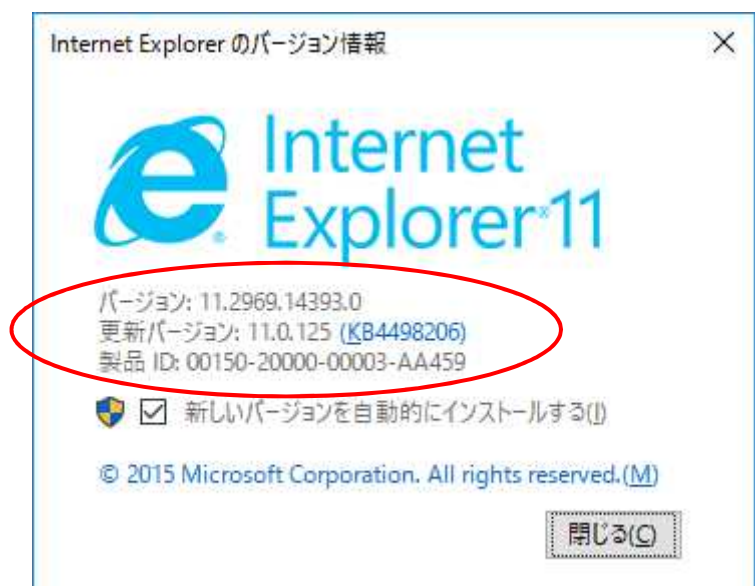 Internet Explorer のバージョン情報
Internet
Explorer®11
バージョン: 11.2969.14393.0
更新バージョン: 11.0.125 (KB4498206)
製品 ID: 00150-20000-00003-AA459
新しいバージョンを自動的にインストールする(I)
© 2015 Microsoft Corporation. All rights reserved.(M)
閉じる(C)